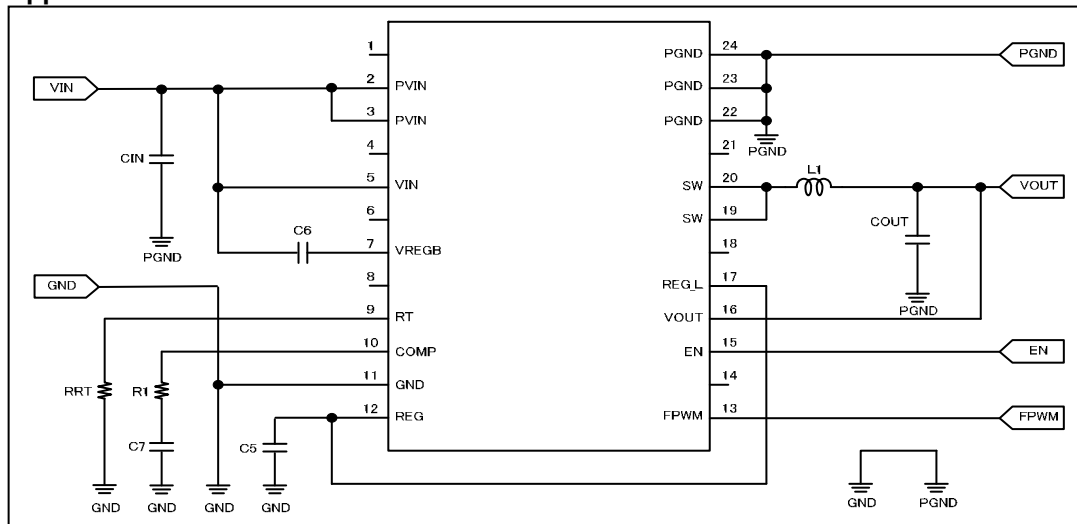 1
PGND 24 PGND
VIN 2 PVIN
PGND 23
3 PVIN
PGND 22
4
21
PGND
CIN
5 VIN
SW 20 L1 VOUT
6
SW 19
COUT
C6
7 VREGB
18
PGND
GND
8
REG_L 17
PGND
9 RT
VOUT 16
10 COMP
EN 15 EN
RRT R1
11 GND
14
12 REG
FPWM 13 FPWM
C7 C5
GND GND GND GND
GND PGND